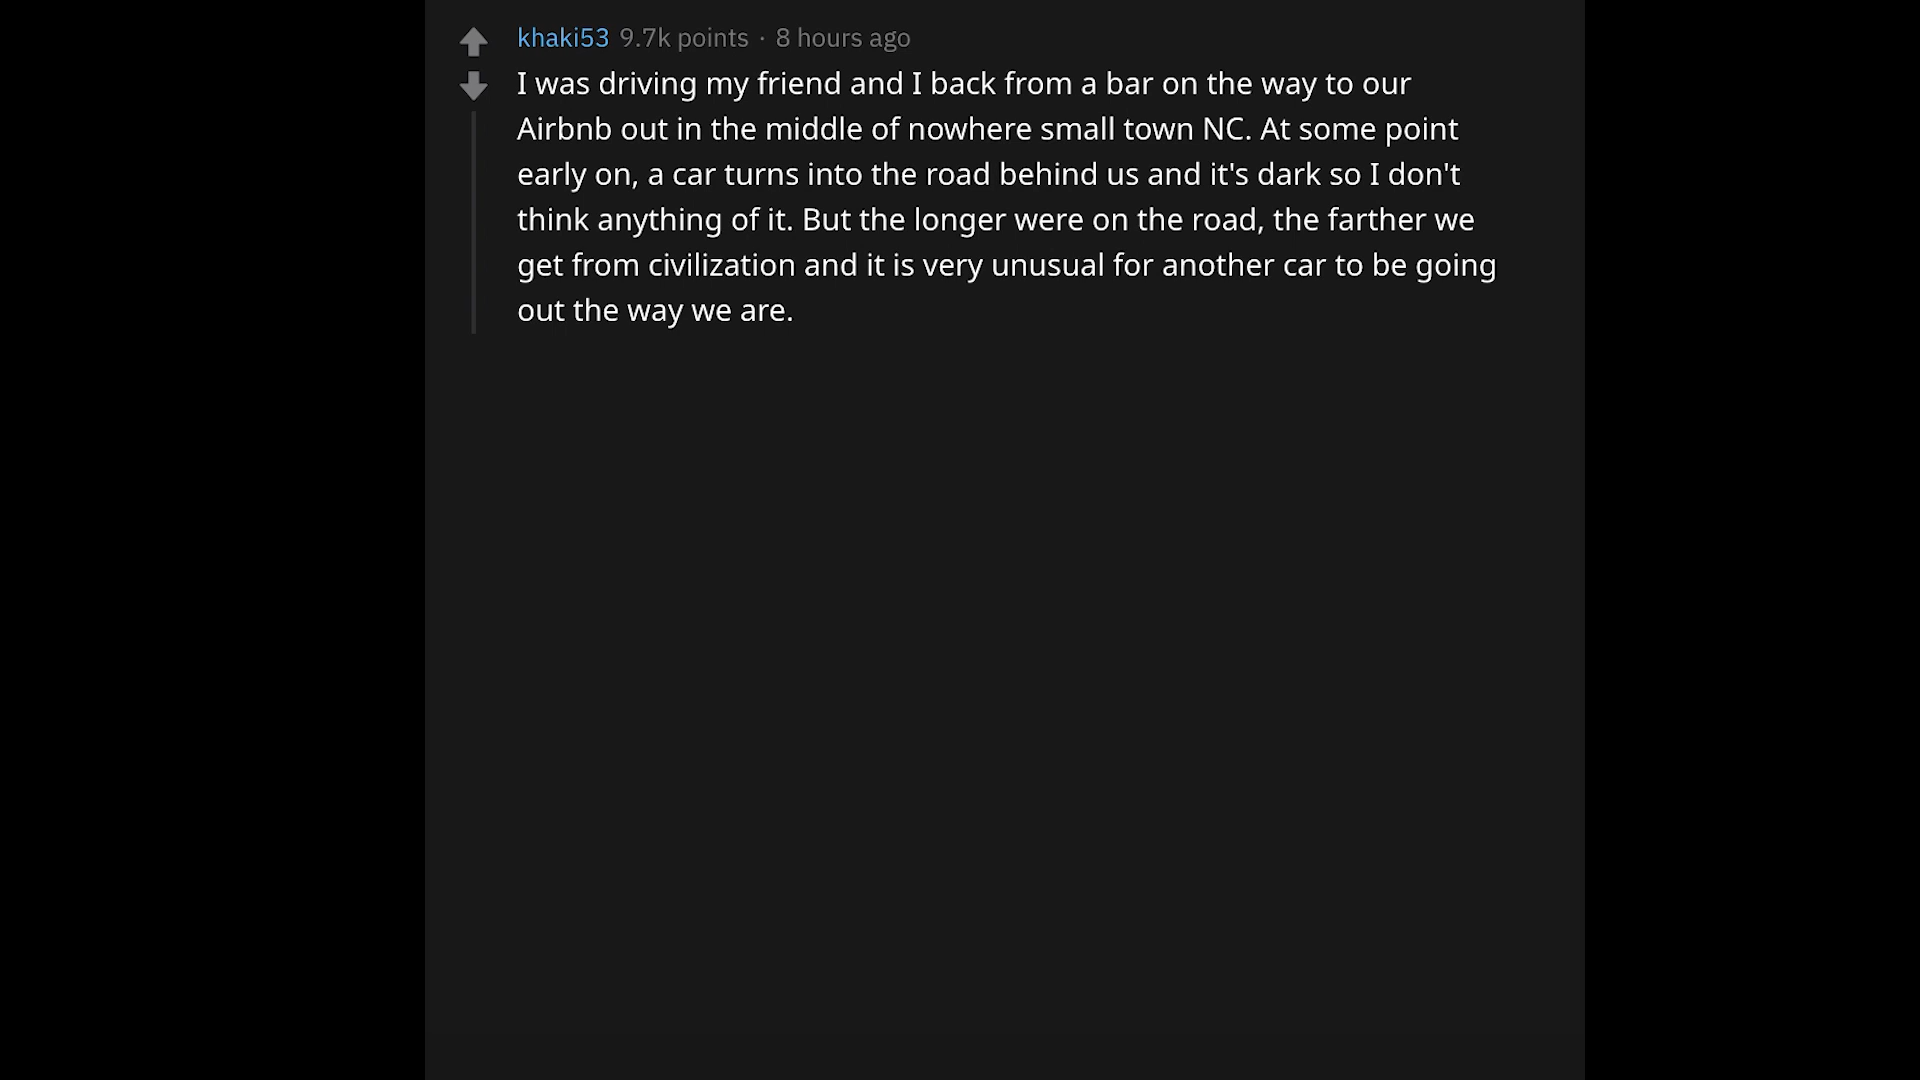 khaki53 9.7k points · 8 hours ago
I was driving my friend and I back from a bar on the way to our
Airbnb out in the middle of nowhere small town NC. At some point
early on, a car turns into the road behind us and it's dark so I don't
think anything of it. But the longer were on the road, the farther we
get from civilization and it is very unusual for another car to be going
out the way we are.